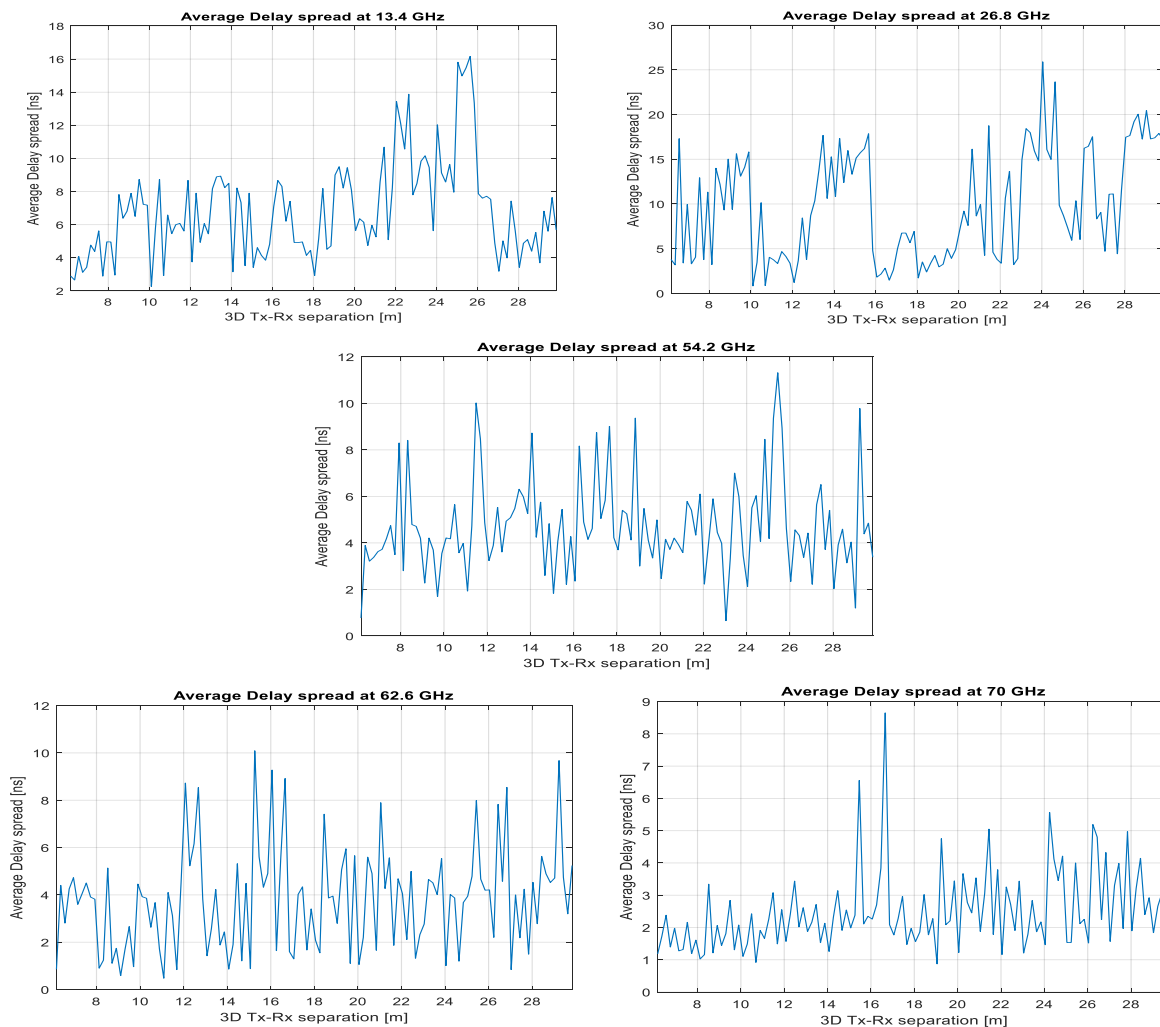 Average Delay spread at 13.4 GHz
Average Delay spread [ns]
18
16
14
12
10
8
6
4
2
8 10 12 14 16 18 20 22 24 26 28
3D Tx-Rx separation [m]
Average Delay spread at 26.8 GHz
Average Delay spread [ns]
30
25
20
15
10
5
0
8 10 12 14 16 18 20 22 24 26 28
3D Tx-Rx separation [m]
Average Delay spread at 54.2 GHz
Average Delay spread [ns]
12
10
8
6
4
2
0
8 10 12 14 16 18 20 22 24 26 28
3D Tx-Rx separation [m]
Average Delay spread at 62.6 GHz
Average Delay spread [ns]
12
10
8
6
4
2
0
8 10 12 14 16 18 20 22 24 26 28
3D Tx-Rx separation [m]
Average Delay spread at 70 GHz
Average Delay spread [ns]
9
8
7
6
5
4
3
2
1
0
8 10 12 14 16 18 20 22 24 26 28
3D Tx-Rx separation [m]